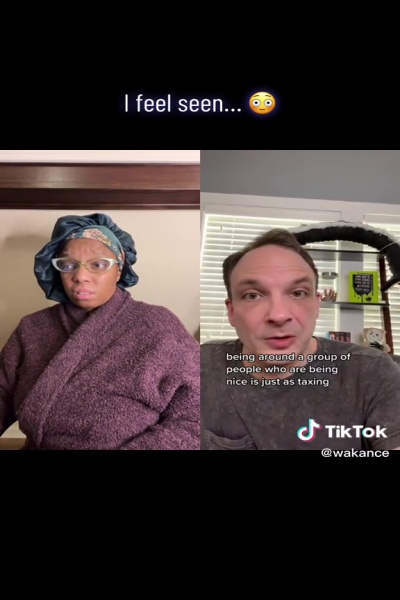 I feel seen... 😳
being around a group of
people who are being
nice is just as taxing
TikTok
@wakance